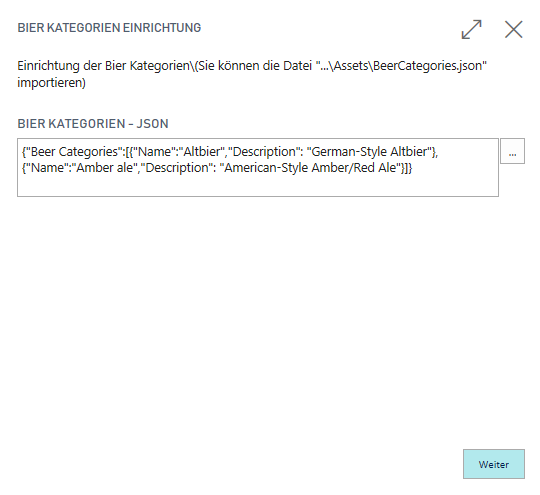 BIER KATEGORIEN EINRICHTUNG
Einrichtung der Bier Kategorien\(Sie können die Datei "...\Assets\BeerCategories.json"
importieren)
BIER KATEGORIEN - JSON
{"Beer Categories":[{"Name":"Altbier","Description": "German-Style Altbier"},
{"Name":"Amber ale","Description": "American-Style Amber/Red Ale"}]}
...
Weiter